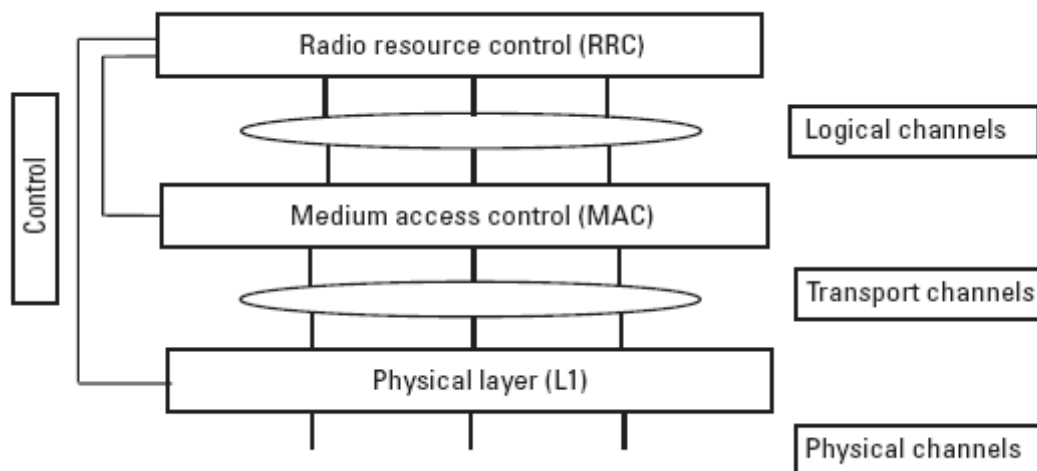 Radio resource control (RRC)
Control
Logical channels
Medium access control (MAC)
Transport channels
Physical layer (L1)
Physical channels